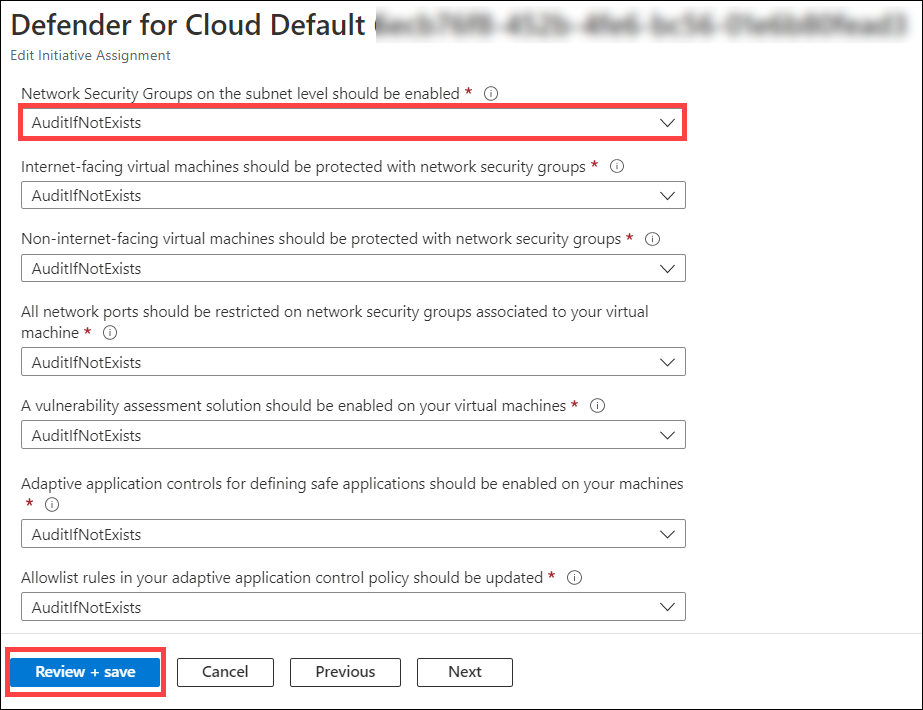 Defender for Cloud Default
Edit Initiative Assignment
Network Security Groups on the subnet level should be enabled *
AuditIfNotExists
Internet-facing virtual machines should be protected with network security groups *
AuditIfNotExists
Non-internet-facing virtual machines should be protected with network security groups *
AuditIfNotExists
All network ports should be restricted on network security groups associated to your virtual
machine *
AuditIfNotExists
A vulnerability assessment solution should be enabled on your virtual machines *
AuditIfNotExists
Adaptive application controls for defining safe applications should be enabled on your machines
*
AuditIfNotExists
Allowlist rules in your adaptive application control policy should be updated *
AuditIfNotExists
Review + save Cancel Previous Next